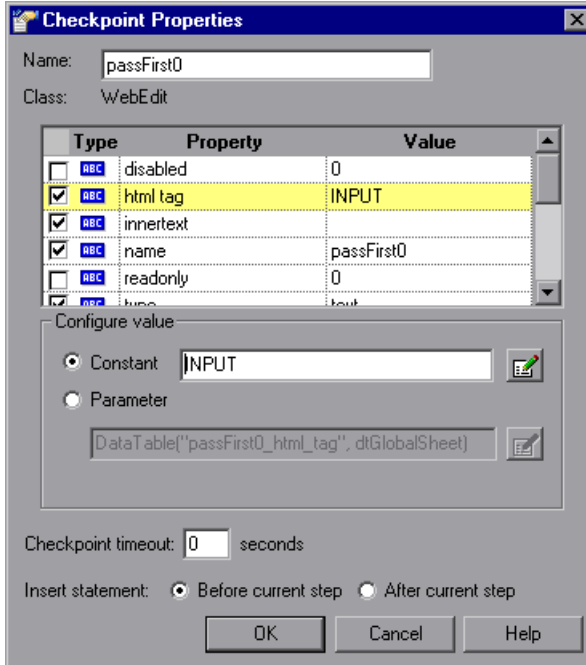 Checkpoint Properties
Name: passFirst0
Class: WebEdit
Type Property Value
ABC disabled 0
ABC html tag INPUT
ABC innertext
ABC name passFirst0
ABC readonly 0
Configure value
Constant INPUT
Parameter
DataTable("passFirst0_html_tag", dtGlobalSheet)
Checkpoint timeout: 0 seconds
Insert statement: Before current step After current step
OK Cancel Help